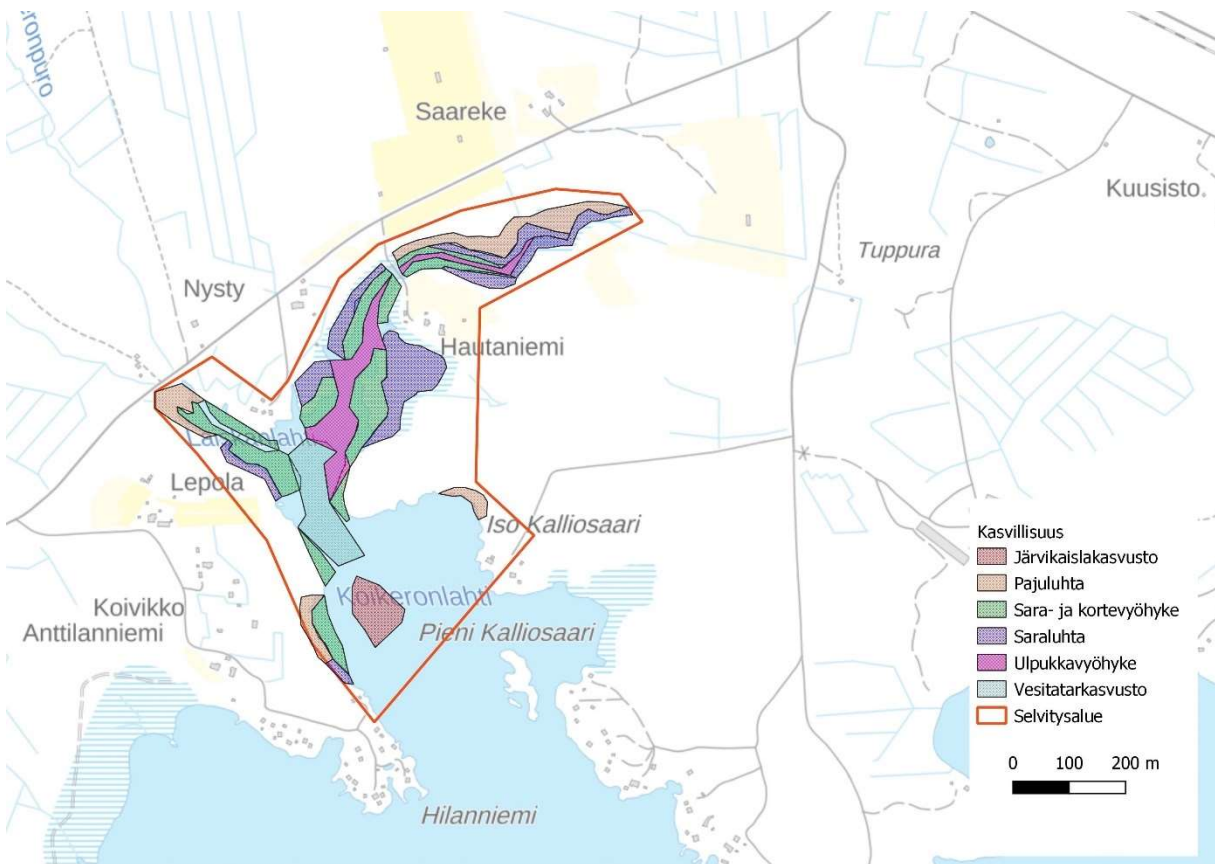 Saareke
Kuusisto
Tuppura
Nysty
Hautaniemi
Lepola
Iso Kalliosaari
Koivikko
Anttilanniemi
Koikeronlahti
Pieni Kalliosaari
Hilanniemi
Kasvillisuus
Järvikaislakasvusto
Pajuluhta
Sara- ja kortevyöhyke
Saraluhta
Ulpukkavyöhyke
Vesitatarkasvusto
Selvitysalue
0 100 200 m